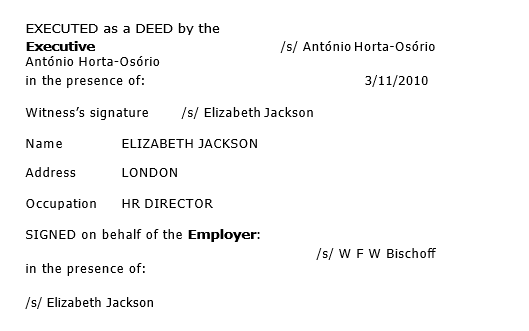 EXECUTED as a DEED by the
Executive /s/ António Horta-Osório
António Horta-Osório
in the presence of: 3/11/2010
Witness's signature /s/ Elizabeth Jackson
Name ELIZABETH JACKSON
Address LONDON
Occupation HR DIRECTOR
SIGNED on behalf of the Employer:
/s/ W F W Bischoff
in the presence of:
/s/ Elizabeth Jackson